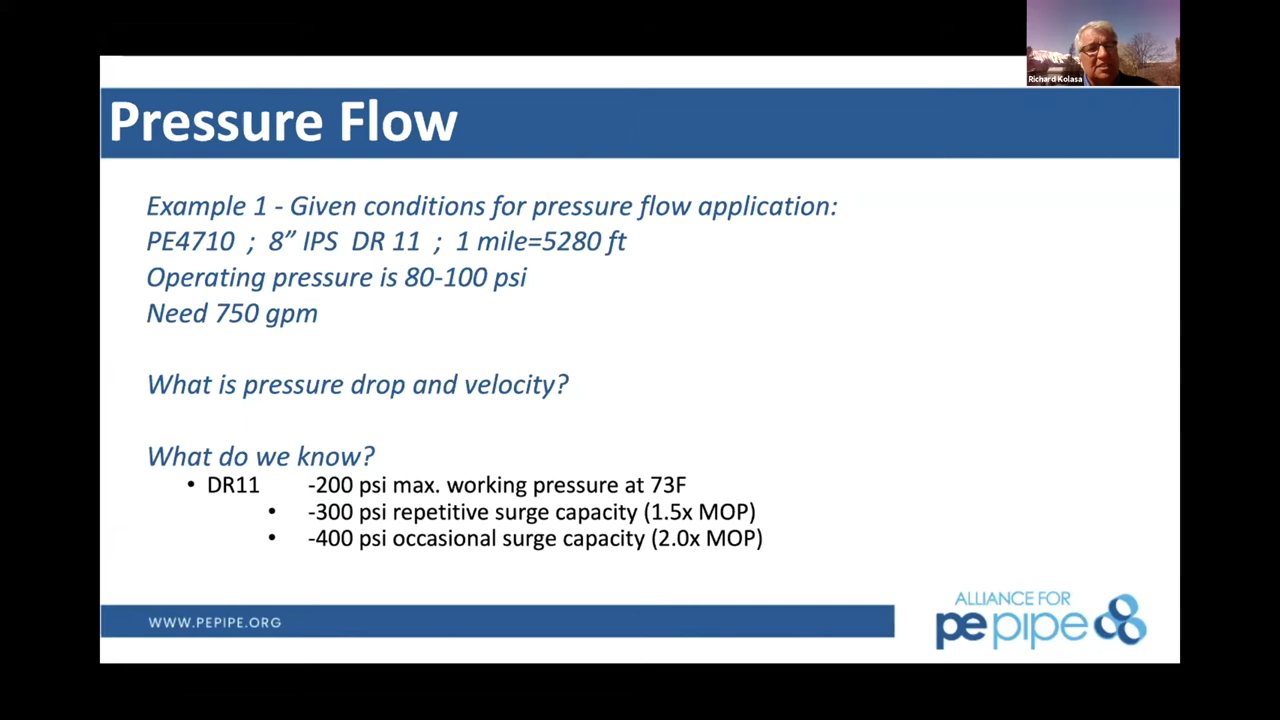 Richard Kolasa
Pressure Flow
Example 1 - Given conditions for pressure flow application:
PE4710 ; 8” IPS DR 11 ; 1 mile=5280 ft
Operating pressure is 80-100 psi
Need 750 gpm
What is pressure drop and velocity?
What do we know?
• DR11 -200 psi max. working pressure at 73F
• -300 psi repetitive surge capacity (1.5x MOP)
• -400 psi occasional surge capacity (2.0x MOP)
WWW.PEPIPE.ORG
ALLIANCE FOR
pepipe